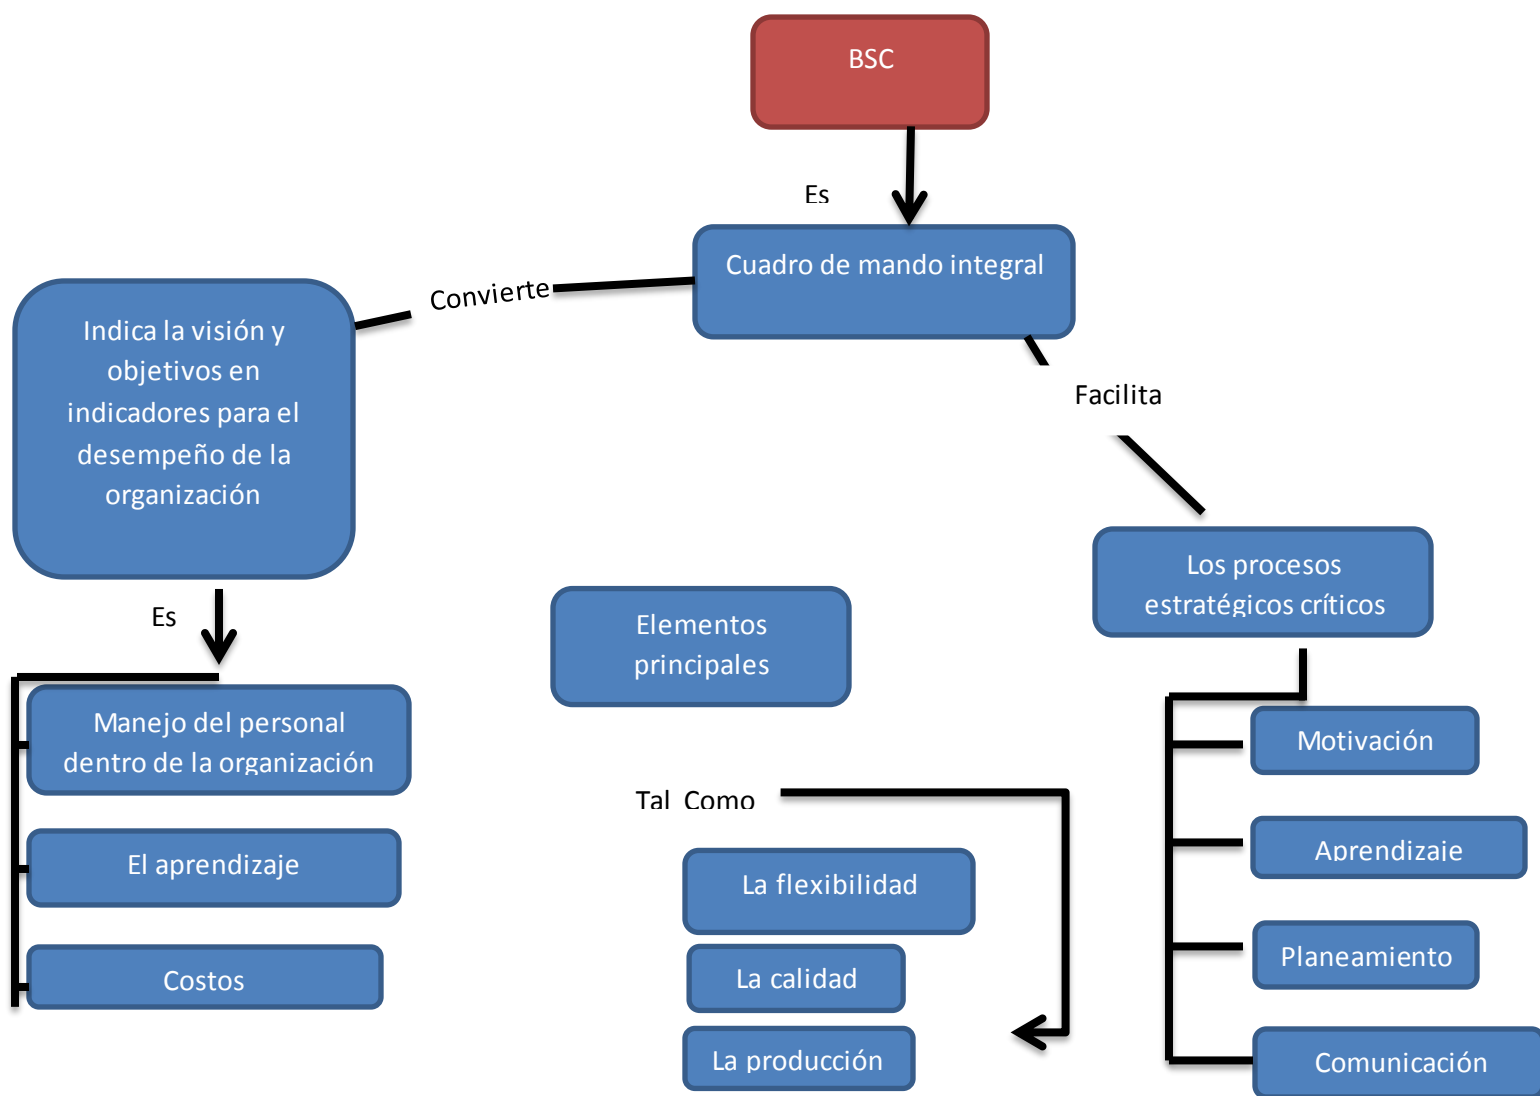 BSC
Es
Cuadro de mando integral
Convierte
Indica la visión y
objetivos en
indicadores para el
desempeño de la
organización
Facilita
Los procesos
estratégicos críticos
Es
Elementos
principales
Manejo del personal
dentro de la organización
Motivación
Tal Como
El aprendizaje
La flexibilidad
Aprendizaje
Costos
La calidad
Planeamiento
La producción
Comunicación